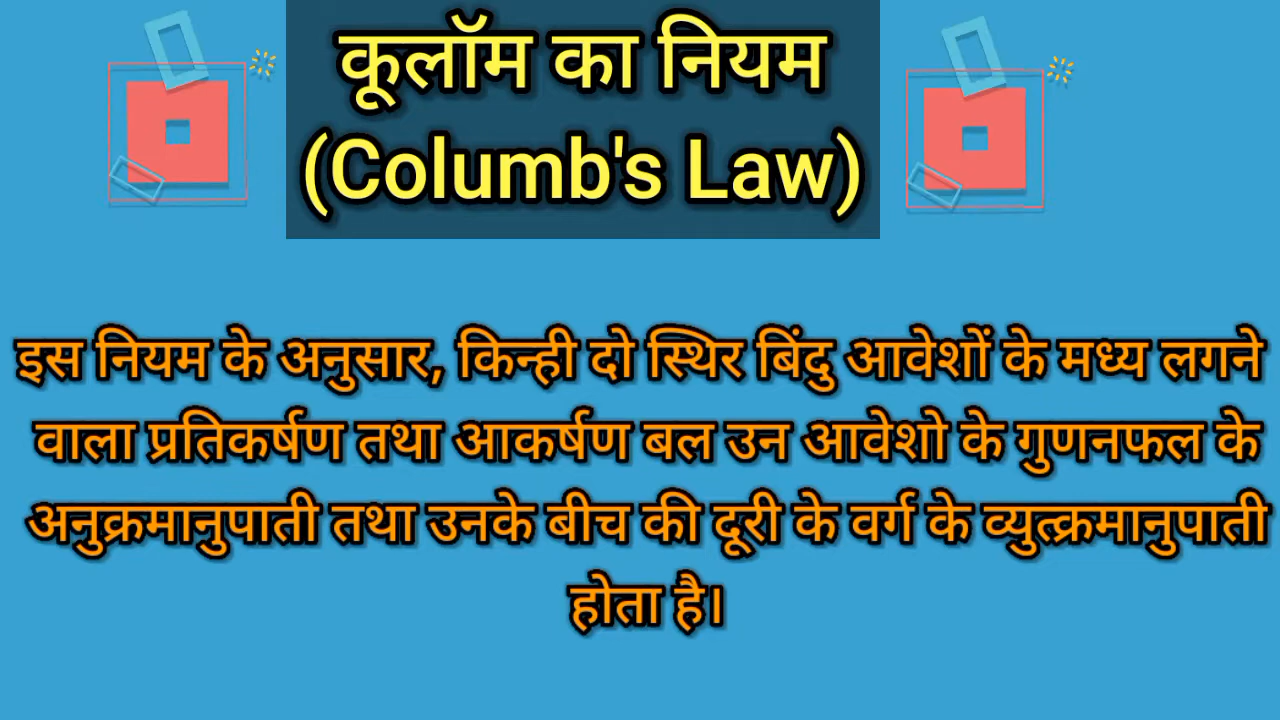 कूलॉम का नियम
(Columb's Law)
इस नियम के अनुसार, किन्ही दो स्थिर बिंदु आवेशों के मध्य लगने
वाला प्रतिकर्षण तथा आकर्षण बल उन आवेशो के गुणनफल के
अनुक्रमानुपाती तथा उनके बीच की दूरी के वर्ग के व्युत्क्रमानुपाती
होता है।